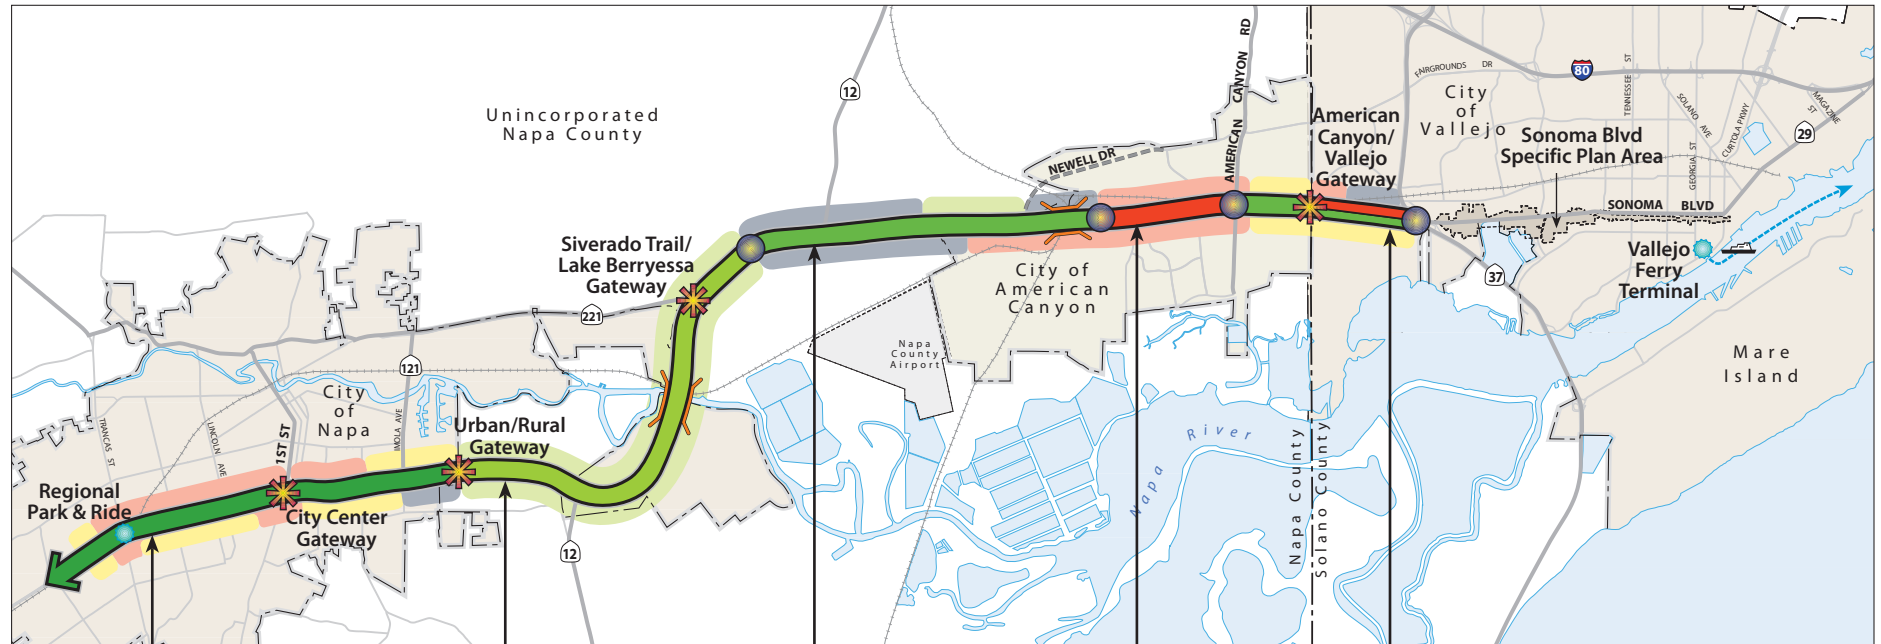 Unincorporated
Napa County
12
AMERICAN CANYON RD
NEWELL DR
American
Canyon/
Vallejo
Gateway
FAIRGROUNDS DR
80
City
of
Vallejo
Sonoma Blvd
Specific Plan Area
TENNESSEE ST
SOLANO AVE
CURTOLA PKWY
MAGAZINE ST
GEORGIA ST
29
SONOMA BLVD
Vallejo
Ferry
Terminal
37
Mare
Island
Siverado Trail/
Lake Berryessa
Gateway
221
City of
American
Canyon
Napa
County
Airport
121
City
of
Napa
TRANCAS ST
LINCOLN AVE
1ST ST
IMOLA AVE
Urban/Rural
Gateway
Regional
Park & Ride
City Center
Gateway
12
Napa River
Napa County
Solano County